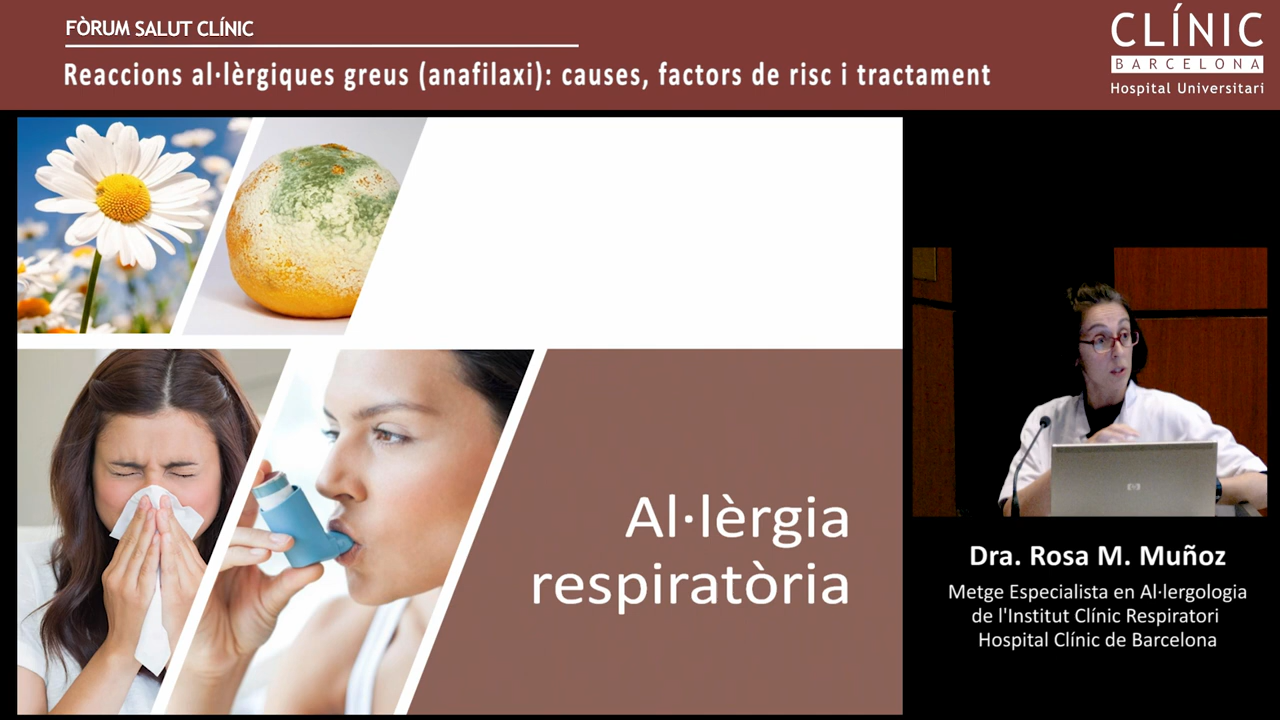 FÒRUM SALUT CLÍNIC
Reaccions al·lèrgiques greus (anafilaxi): causes, factors de risc i tractament
CLÍNIC
BARCELONA
Hospital Universitari
Al·lèrgia
respiratòria
hp
Dra. Rosa M. Muñoz
Metge Especialista en Al·lergologia
de l'Institut Clínic Respiratori
Hospital Clínic de Barcelona